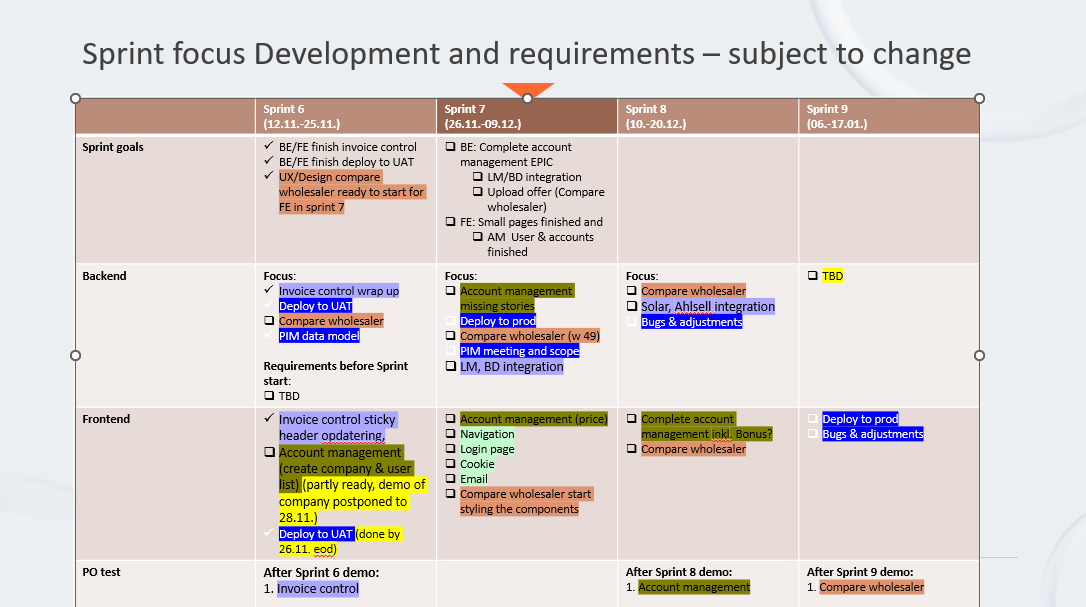 Sprint focus Development and requirements – subject to change
Sprint 6
(12.11.-25.11.)
Sprint 7
(26.11.-09.12.)
Sprint 8
(10.-20.12.)
Sprint 9
(06.-17.01.)
Sprint goals
BE/FE finish invoice control
BE/FE finish deploy to UAT
UX/Design compare
wholesaler ready to start for
FE in sprint 7
BE: Complete account
management EPIC
LM/BD integration
Upload offer (Compare
wholesaler)
FE: Small pages finished and
AM User & accounts
finished
Backend
Focus:
Invoice control wrap up
Deploy to UAT
Compare wholesaler
PIM data model
Requirements before Sprint
start:
TBD
Focus:
Account management
missing stories
Deploy to prod
Compare wholesaler (w 49)
PIM meeting and scope
LM, BD integration
Focus:
Compare wholesaler
Solar, Ahlsell integration
Bugs & adjustments
TBD
Frontend
Invoice control sticky
header opdatering,
Account management
(create company & user
list) (partly ready, demo of
company postponed to
28.11.)
Deploy to UAT (done by
26.11. eod)
Account management (price)
Navigation
Login page
Cookie
Email
Compare wholesaler start
styling the components
Complete account
management inkl. Bonus?
Compare wholesaler
Deploy to prod
Bugs & adjustments
PO test
After Sprint 6 demo:
1. Invoice control
After Sprint 8 demo:
1. Account management
After Sprint 9 demo:
1. Compare wholesaler